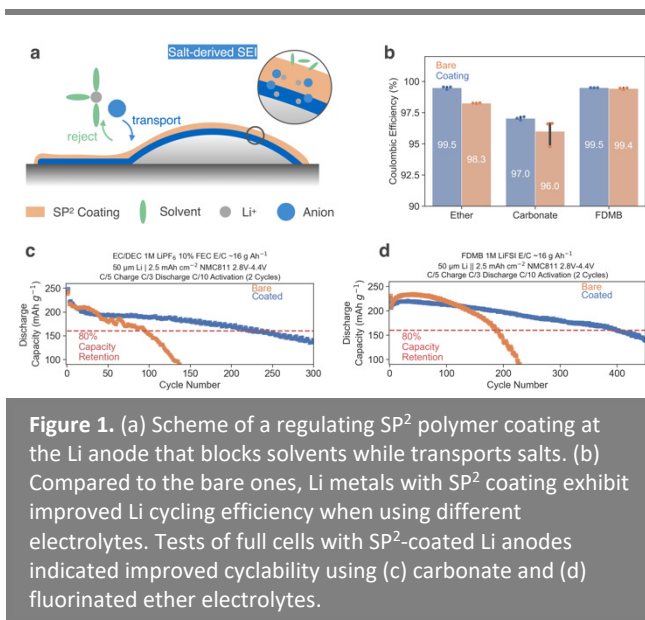 a
Salt-derived SEI
reject
transport
SP² Coating Solvent Li⁺ Anion
b
Bare
Coating
Coulombic Efficiency (%)
100
97.5
95
92.5
90
99.5 98.3 97.0 96.0 99.5 99.4
Ether Carbonate FDMB
c
EC/DEC 1M LiPF₆ 10% FEC E/C ~16 g Ah⁻¹
50 μm Li | 2.5 mAh cm⁻² NMC811 2.8V-4.4V
C/5 Charge C/3 Discharge C/10 Activation (2 Cycles)
Bare
Coated
Discharge
Capacity (mAh g⁻¹)
250
200
150
100
80%
Capacity
Retention
0 50 100 150 200 250 300
Cycle Number
d
FDMB 1M LiFSI E/C ~16 g Ah⁻¹
50 μm Li || 2.5 mAh cm⁻² NMC811 2.8V-4.4V
C/5 Charge C/3 Discharge C/10 Activation (2 Cycles)
Bare
Coated
Discharge
Capacity (mAh g⁻¹)
250
200
150
100
80%
Capacity
Retention
0 100 200 300 400
Cycle Number
Figure 1. (a) Scheme of a regulating SP² polymer coating at
the Li anode that blocks solvents while transports salts. (b)
Compared to the bare ones, Li metals with SP² coating exhibit
improved Li cycling efficiency when using different
electrolytes. Tests of full cells with SP²-coated Li anodes
indicated improved cyclability using (c) carbonate and (d)
fluorinated ether electrolytes.